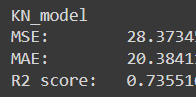 KN_model
MSE: 28.3734
MAE: 20.3841
R2 score: 0.73551